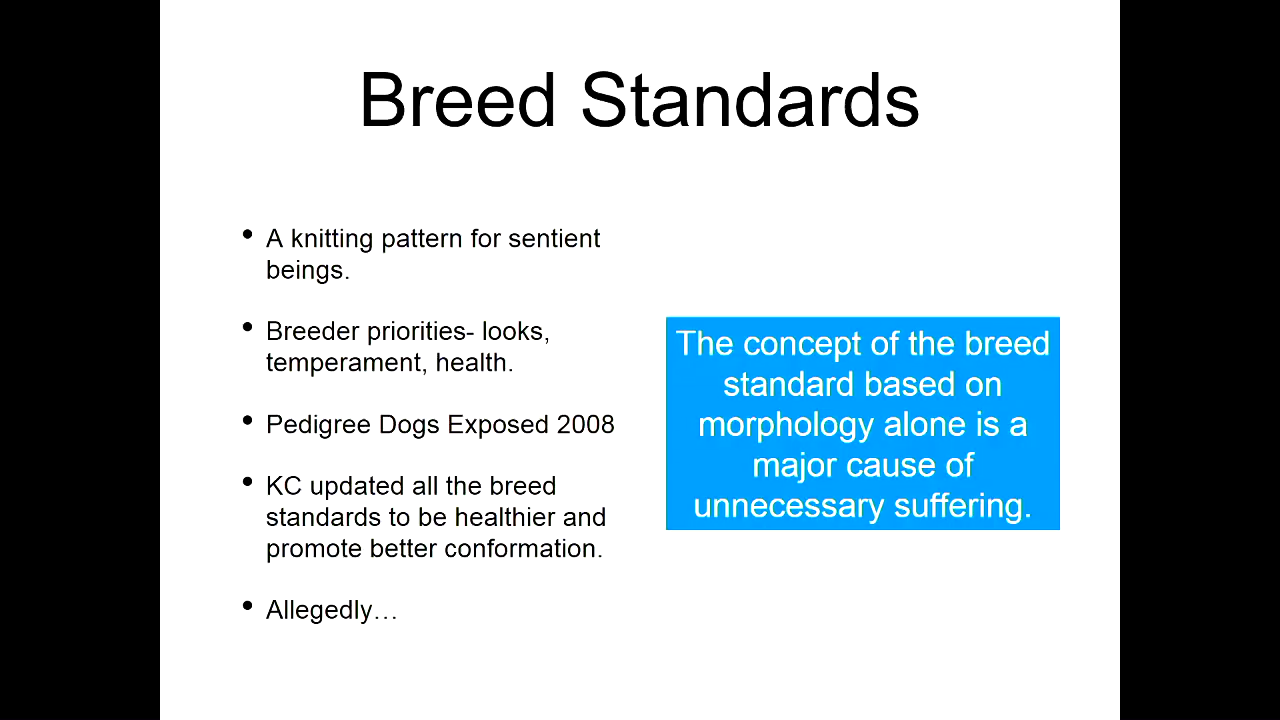 Breed Standards
• A knitting pattern for sentient
beings.
• Breeder priorities- looks,
temperament, health.
• Pedigree Dogs Exposed 2008
• KC updated all the breed
standards to be healthier and
promote better conformation.
• Allegedly…
The concept of the breed
standard based on
morphology alone is a
major cause of
unnecessary suffering.